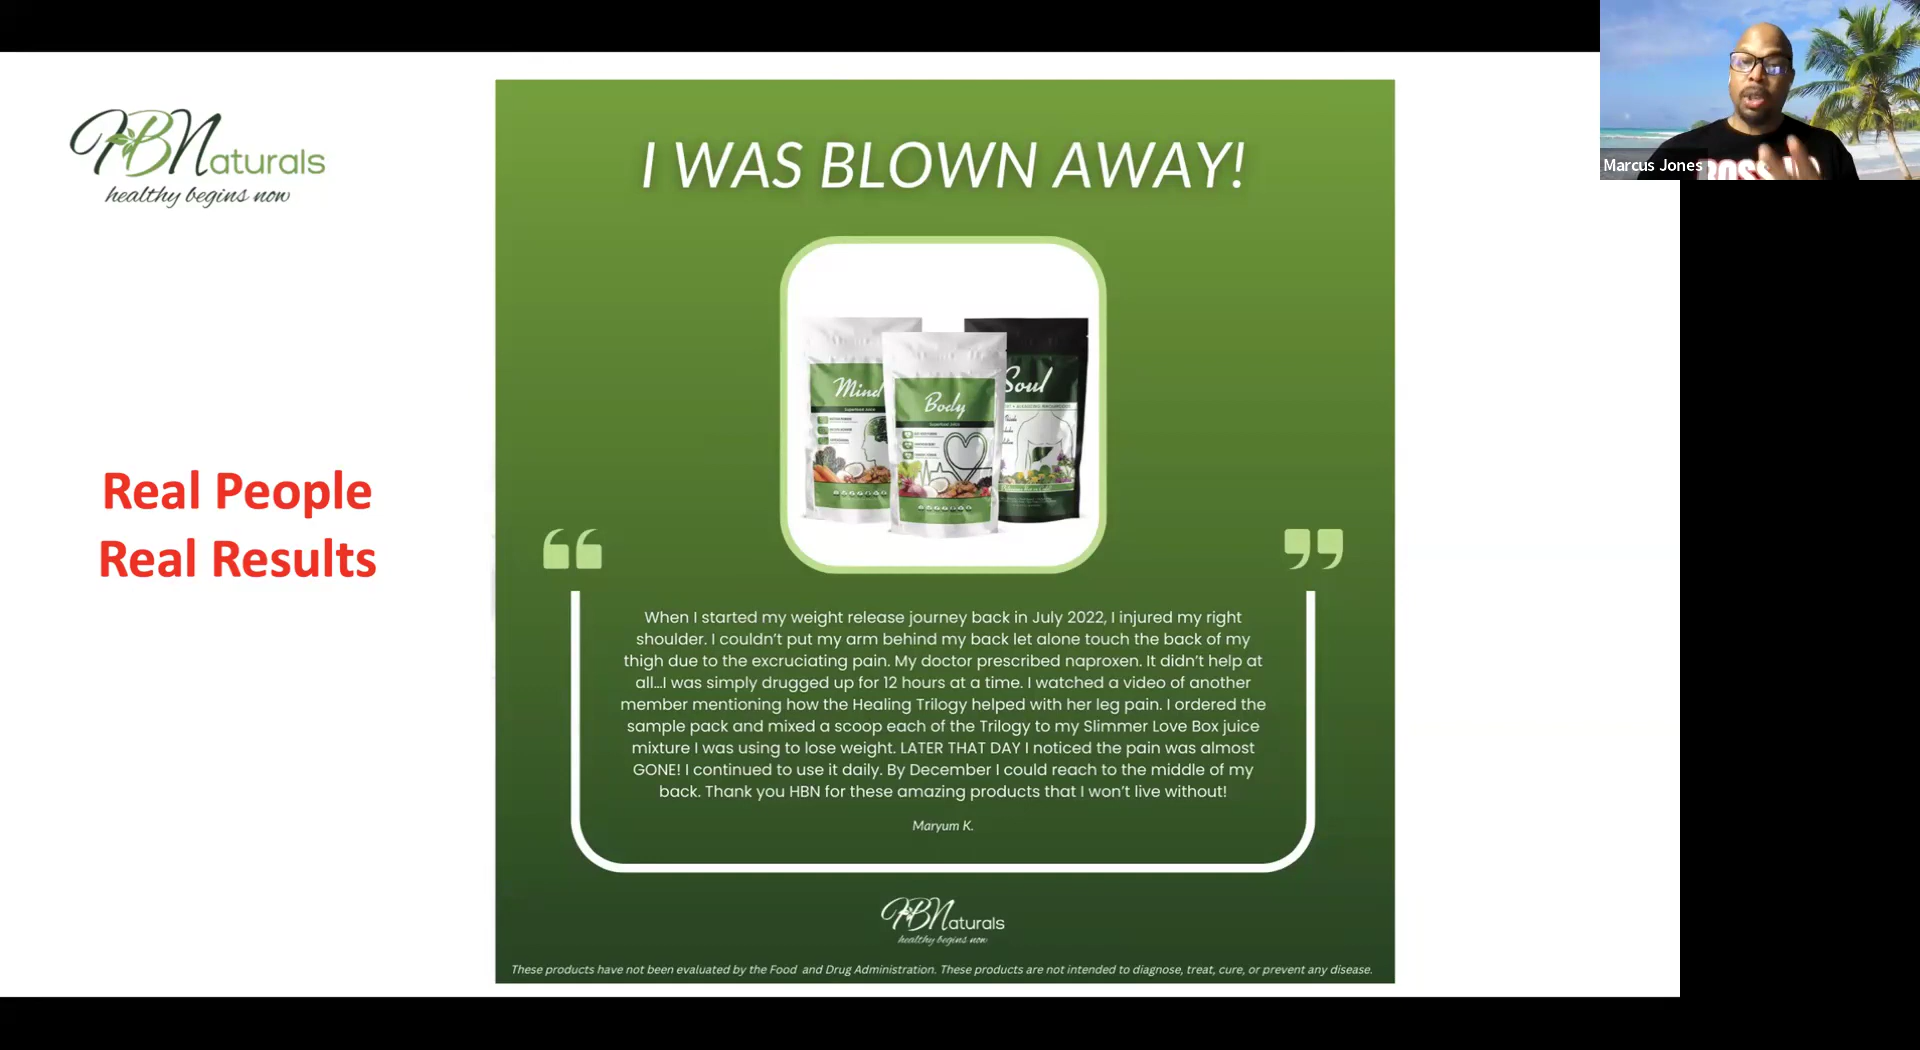 HBNaturals
healthy begins now
Real People
Real Results
I WAS BLOWN AWAY!
Mind
Superfood Juice
Body
Superfood Juice
Soul
When I started my weight release journey back in July 2022, I injured my right
shoulder. I couldn't put my arm behind my back let alone touch the back of my
thigh due to the excruciating pain. My doctor prescribed naproxen. It didn't help at
all...I was simply drugged up for 12 hours at a time. I watched a video of another
member mentioning how the Healing Trilogy helped with her leg pain. I ordered the
sample pack and mixed a scoop each of the Trilogy to my Slimmer Love Box juice
mixture I was using to lose weight. LATER THAT DAY I noticed the pain was almost
GONE! I continued to use it daily. By December I could reach to the middle of my
back. Thank you HBN for these amazing products that I won't live without!
Maryum K.
HBNaturals
healthy begins now
These products have not been evaluated by the Food and Drug Administration. These products are not intended to diagnose, treat, cure, or prevent any disease.
Marcus Jones
BOSS